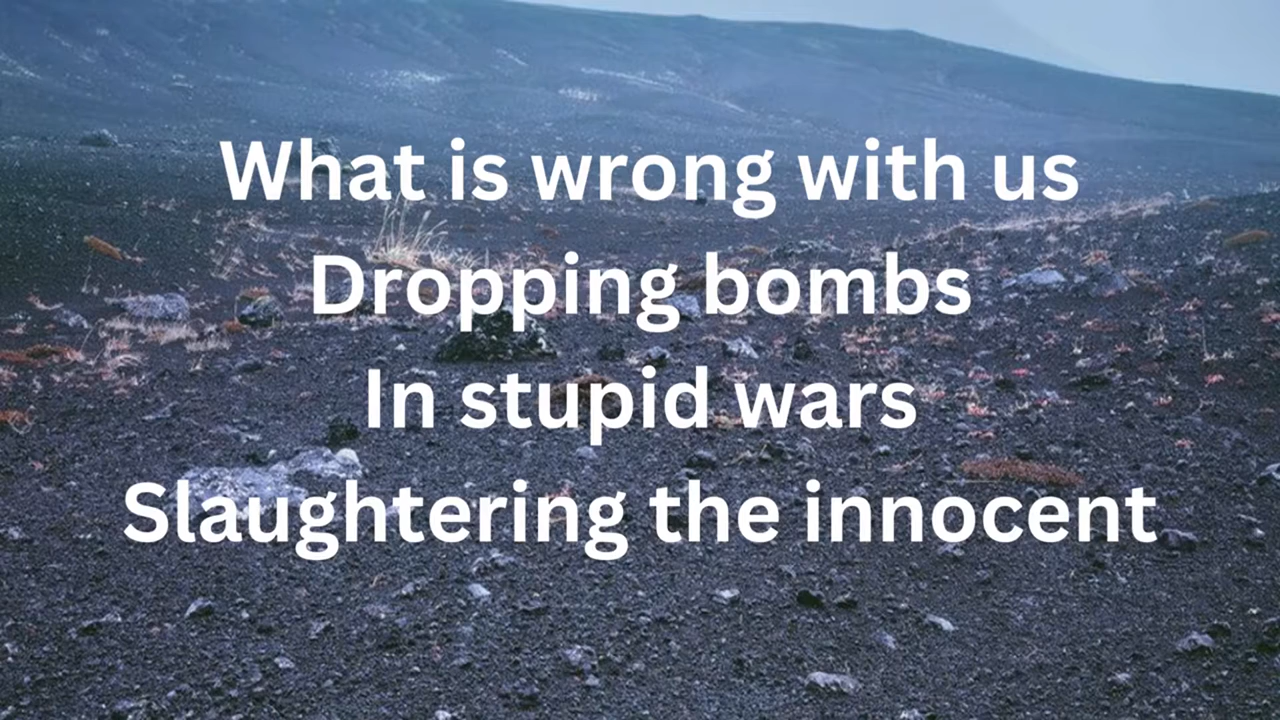 What is wrong with us
Dropping bombs
In stupid wars
Slaughtering the innocent